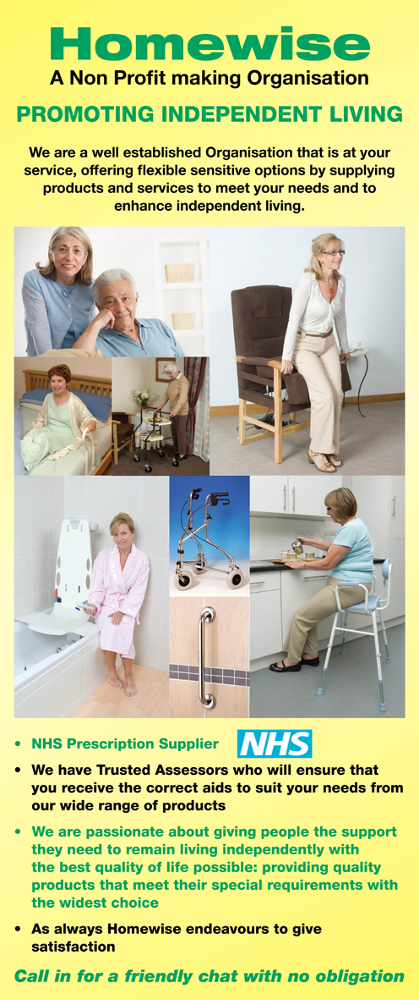 Homewise
A Non Profit making Organisation
PROMOTING INDEPENDENT LIVING
We are a well established Organisation that is at your
service, offering flexible sensitive options by supplying
products and services to meet your needs and to
enhance independent living.
• NHS Prescription Supplier NHS
• We have Trusted Assessors who will ensure that
you receive the correct aids to suit your needs from
our wide range of products
• We are passionate about giving people the support
they need to remain living independently with
the best quality of life possible: providing quality
products that meet their special requirements with
the widest choice
• As always Homewise endeavours to give
satisfaction
Call in for a friendly chat with no obligation